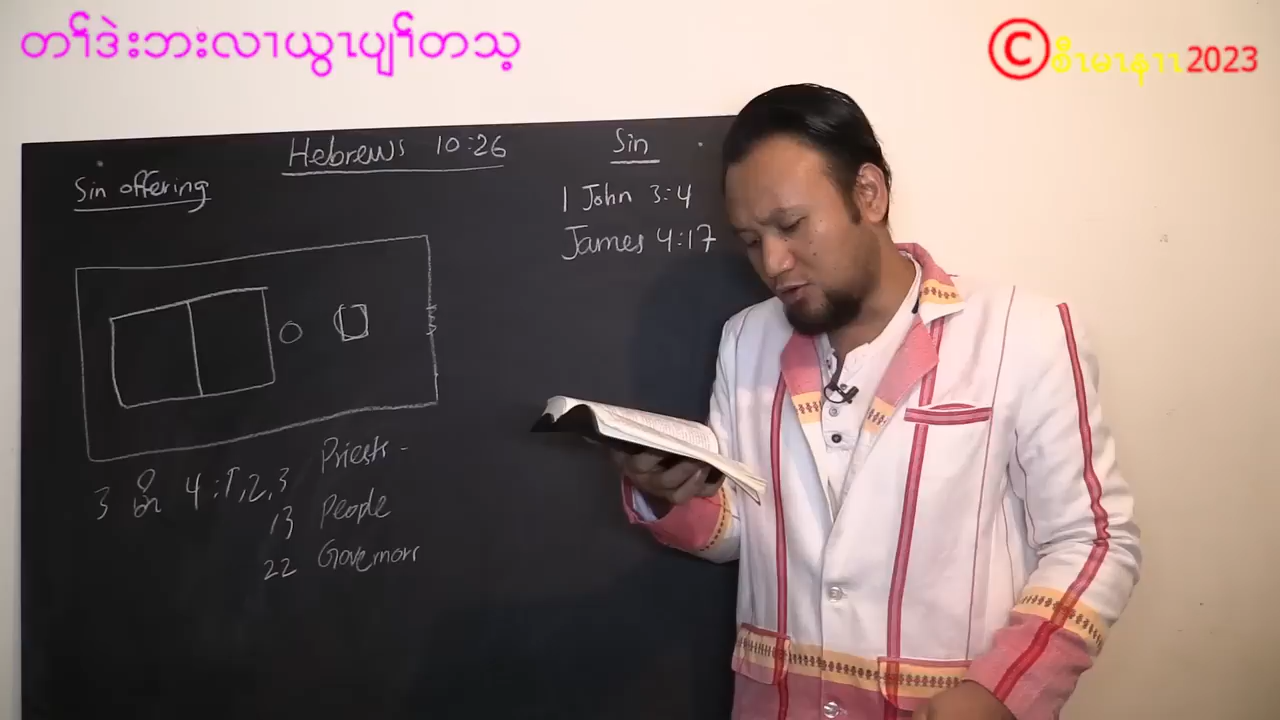 တၢ်ဒဲးဘးလၢယွၤပျၢ်တသ့
© စီၤမၤနၤၤ 2023
Hebrews 10:26
Sin
Sin offering
1 John 3:4
James 4:17
Priests -
3 4:1,2,3
13 People
22 Governors